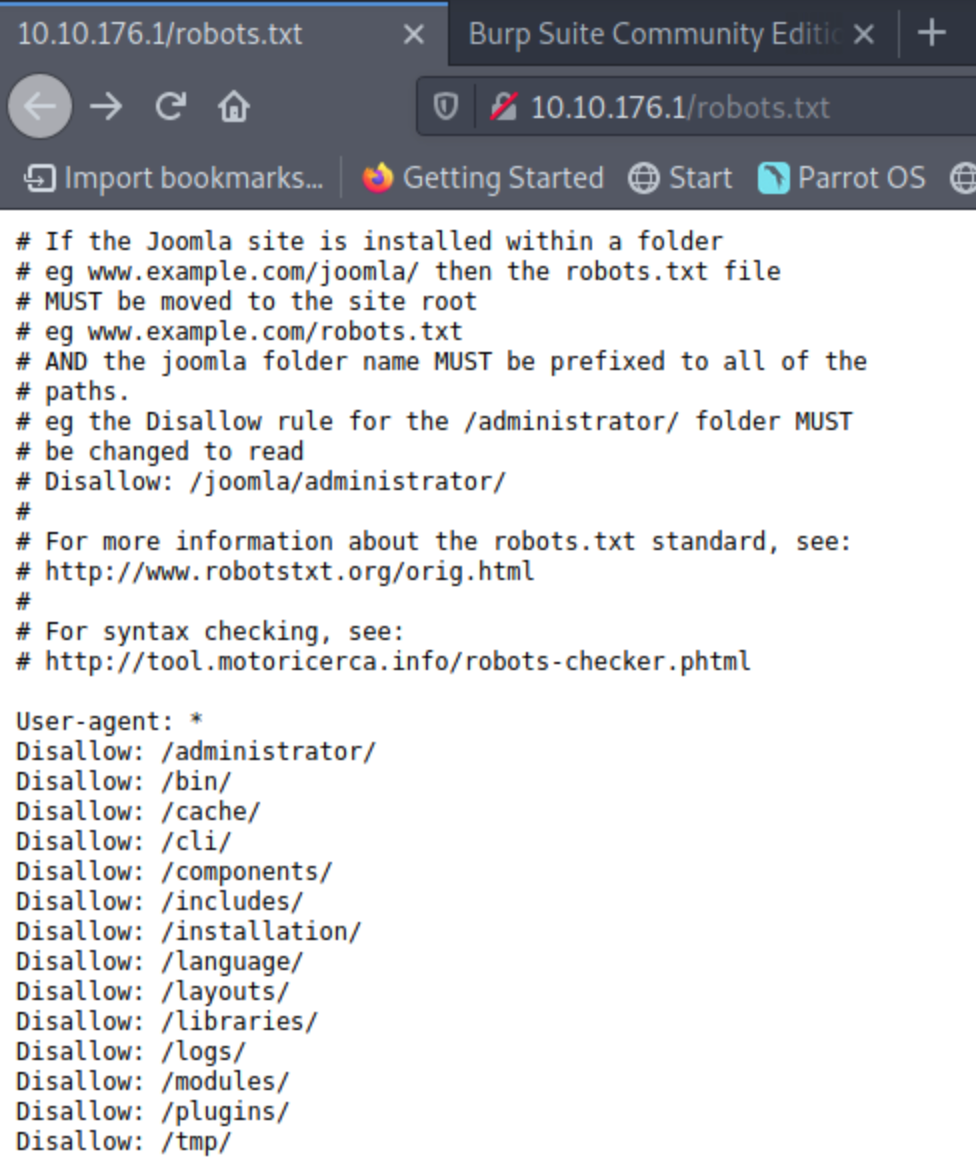 10.10.176.1/robots.txt
Burp Suite Community Editio
10.10.176.1/robots.txt
Import bookmarks...
Getting Started
Start
Parrot OS
# If the Joomla site is installed within a folder
# eg www.example.com/joomla/ then the robots.txt file
# MUST be moved to the site root
# eg www.example.com/robots.txt
# AND the joomla folder name MUST be prefixed to all of the
# paths.
# eg the Disallow rule for the /administrator/ folder MUST
# be changed to read
# Disallow: /joomla/administrator/
#
# For more information about the robots.txt standard, see:
# http://www.robotstxt.org/orig.html
#
# For syntax checking, see:
# http://tool.motoricerca.info/robots-checker.phtml
User-agent: *
Disallow: /administrator/
Disallow: /bin/
Disallow: /cache/
Disallow: /cli/
Disallow: /components/
Disallow: /includes/
Disallow: /installation/
Disallow: /language/
Disallow: /layouts/
Disallow: /libraries/
Disallow: /logs/
Disallow: /modules/
Disallow: /plugins/
Disallow: /tmp/